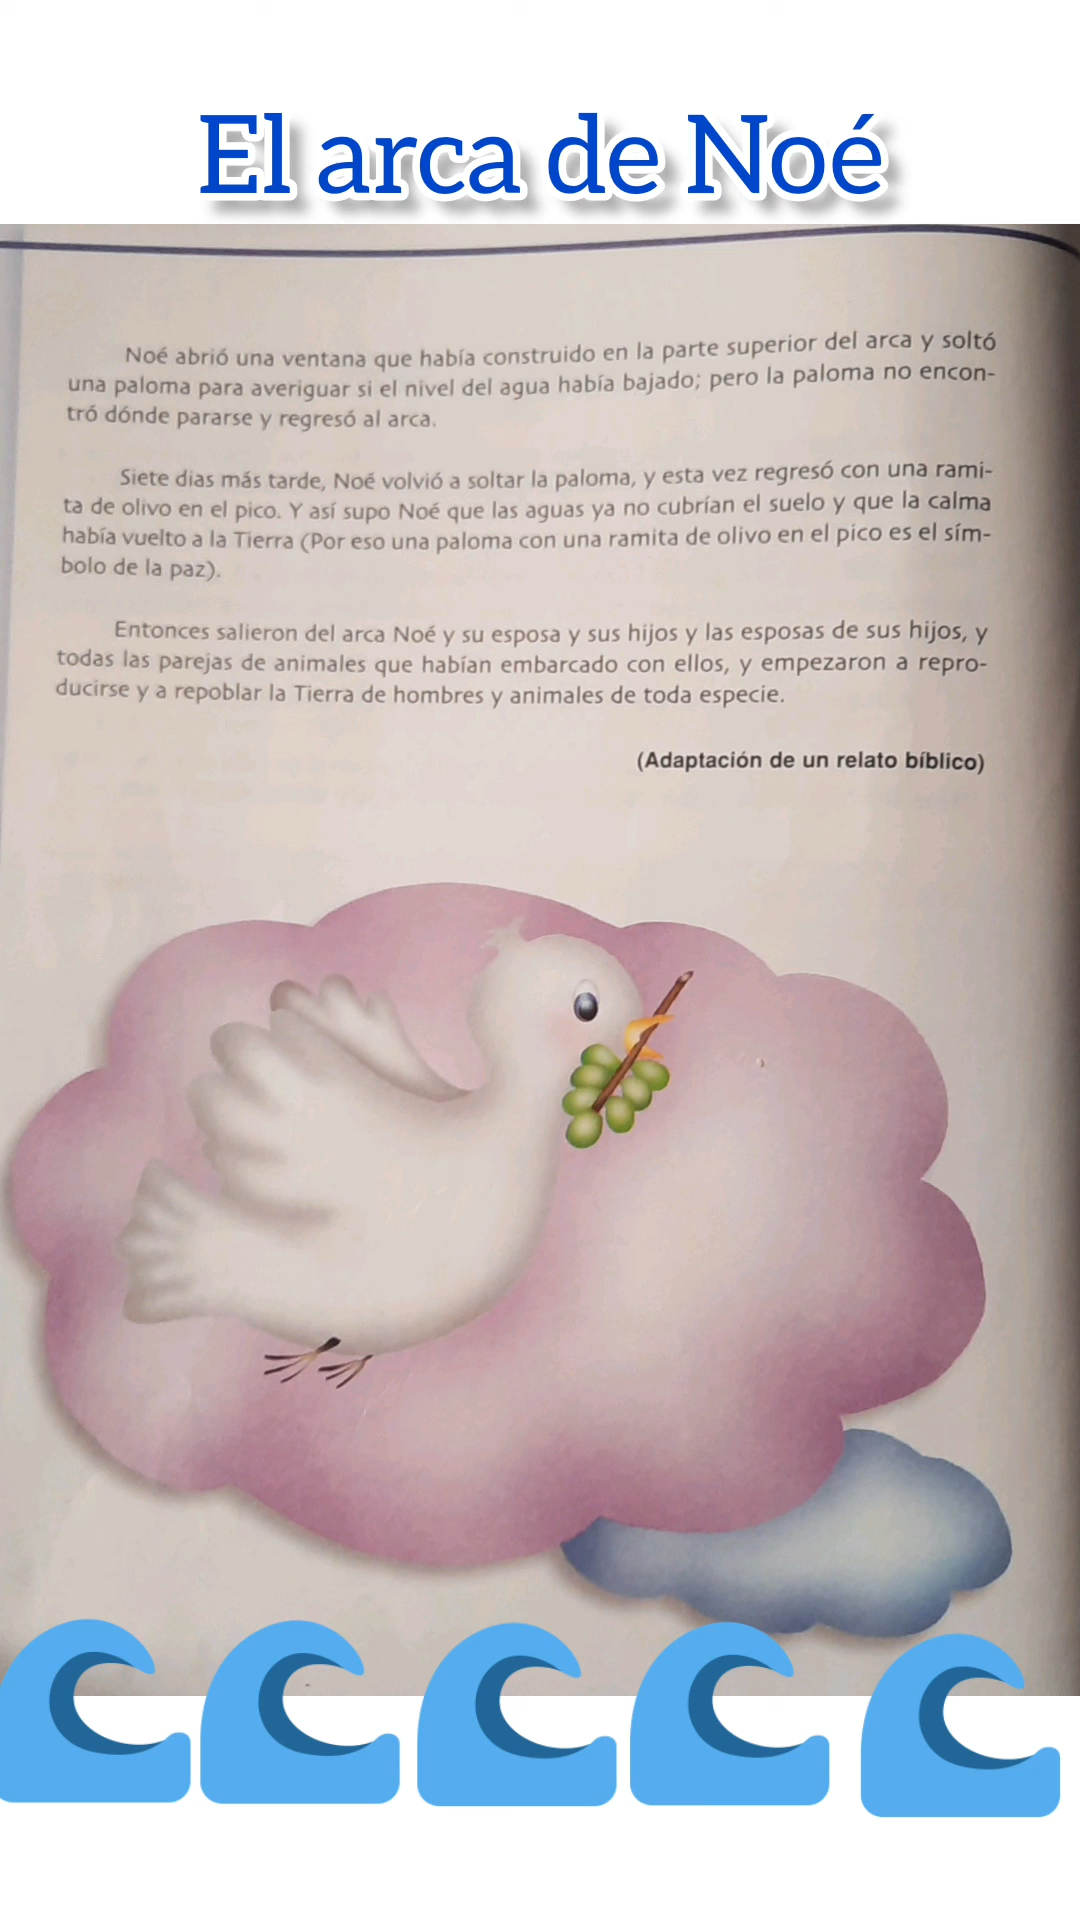 El arca de Noé
Noé abrió una ventana que había construido en la parte superior del arca y soltó
una paloma para averiguar si el nivel del agua había bajado; pero la paloma no encon-
tró dónde pararse y regresó al arca.
Siete dias más tarde, Noé volvió a soltar la paloma, y esta vez regresó con una rami-
ta de olivo en el pico. Y así supo Noé que las aguas ya no cubrían el suelo y que la calma
había vuelto a la Tierra (Por eso una paloma con una ramita de olivo en el pico es el sím-
bolo de la paz).
Entonces salieron del arca Noé y su esposa y sus hijos y las esposas de sus hijos, y
todas las parejas de animales que habían embarcado con ellos, y empezaron a repro-
ducirse y a repoblar la Tierra de hombres y animales de toda especie.
(Adaptación de un relato bíblico)